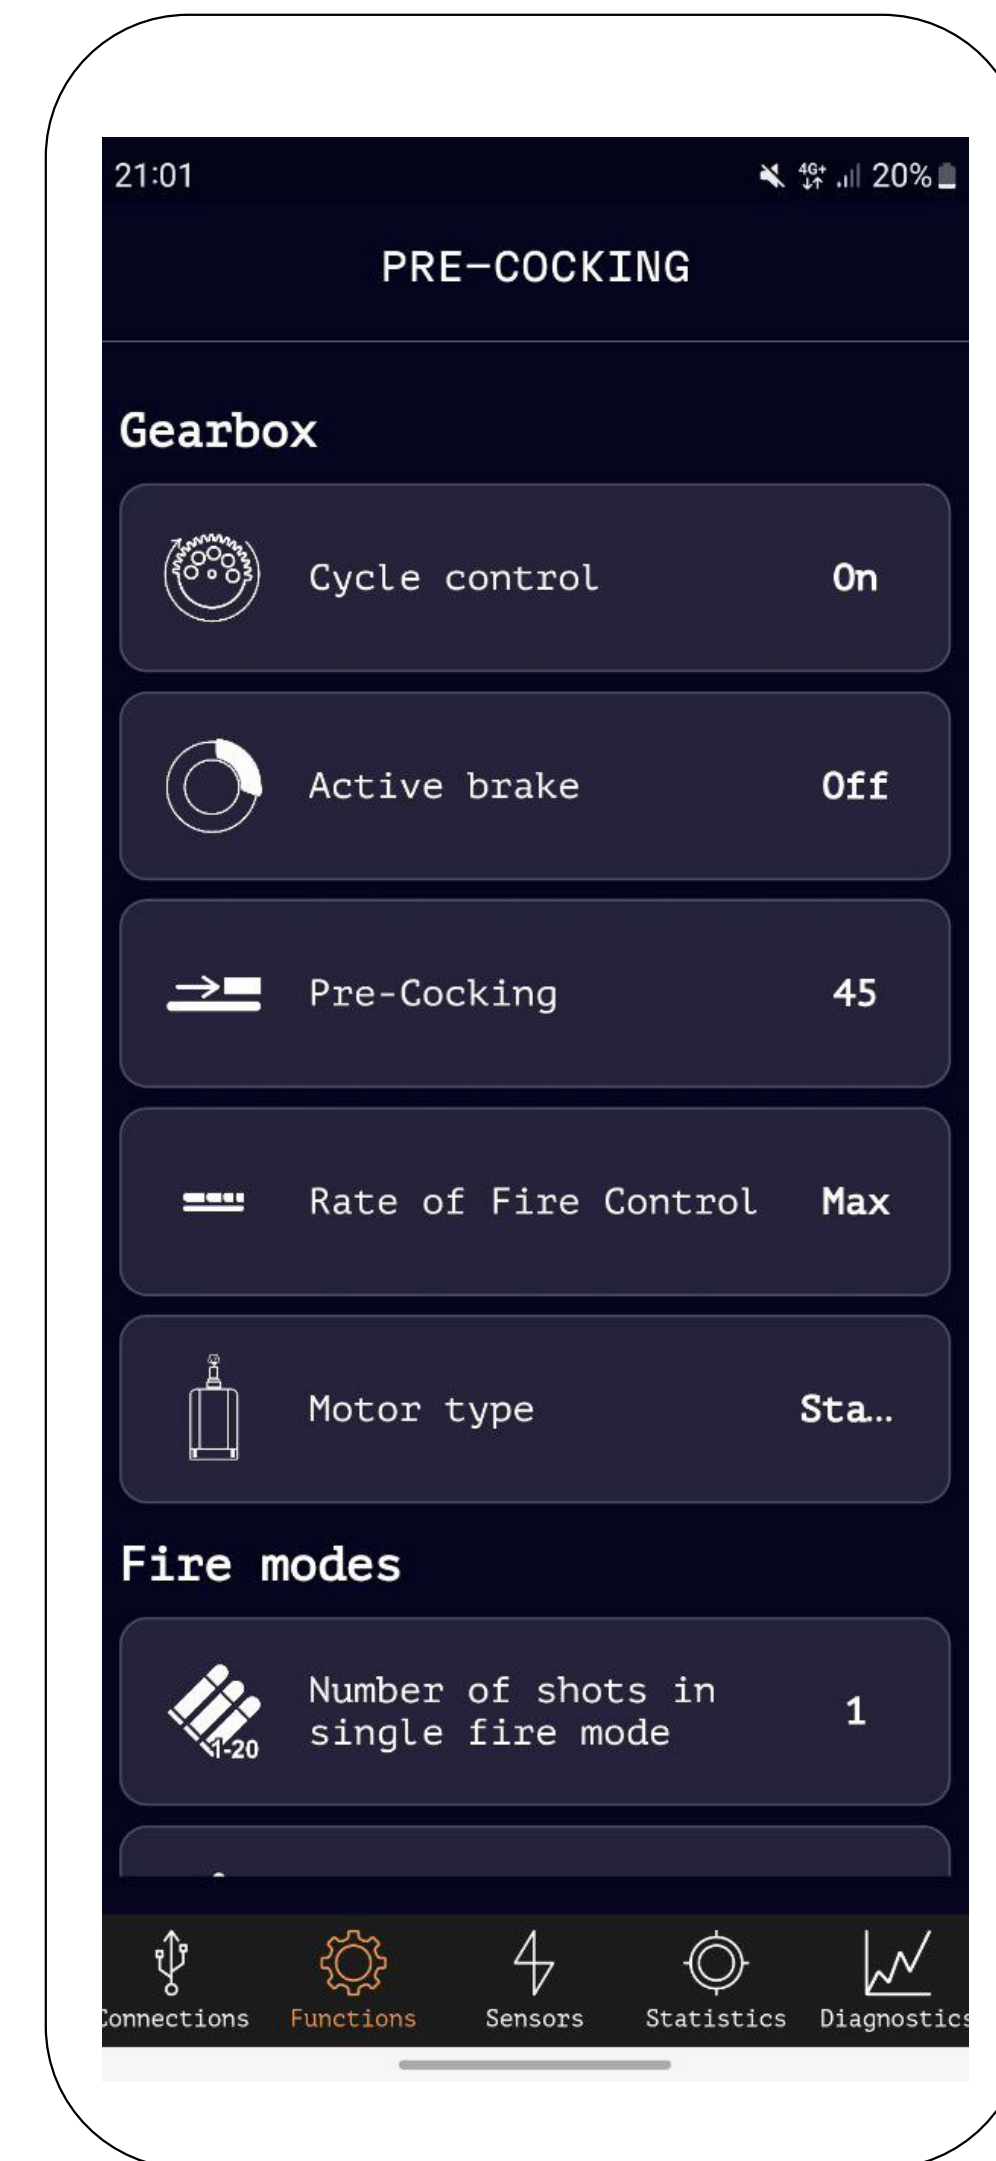 21:01
4G+ 20%
PRE-COCKING
Gearbox
Cycle control On
Active brake Off
Pre-Cocking 45
Rate of Fire Control Max
Motor type Sta...
Fire modes
Number of shots in
single fire mode 1
1-20
Connections Functions Sensors Statistics Diagnostics